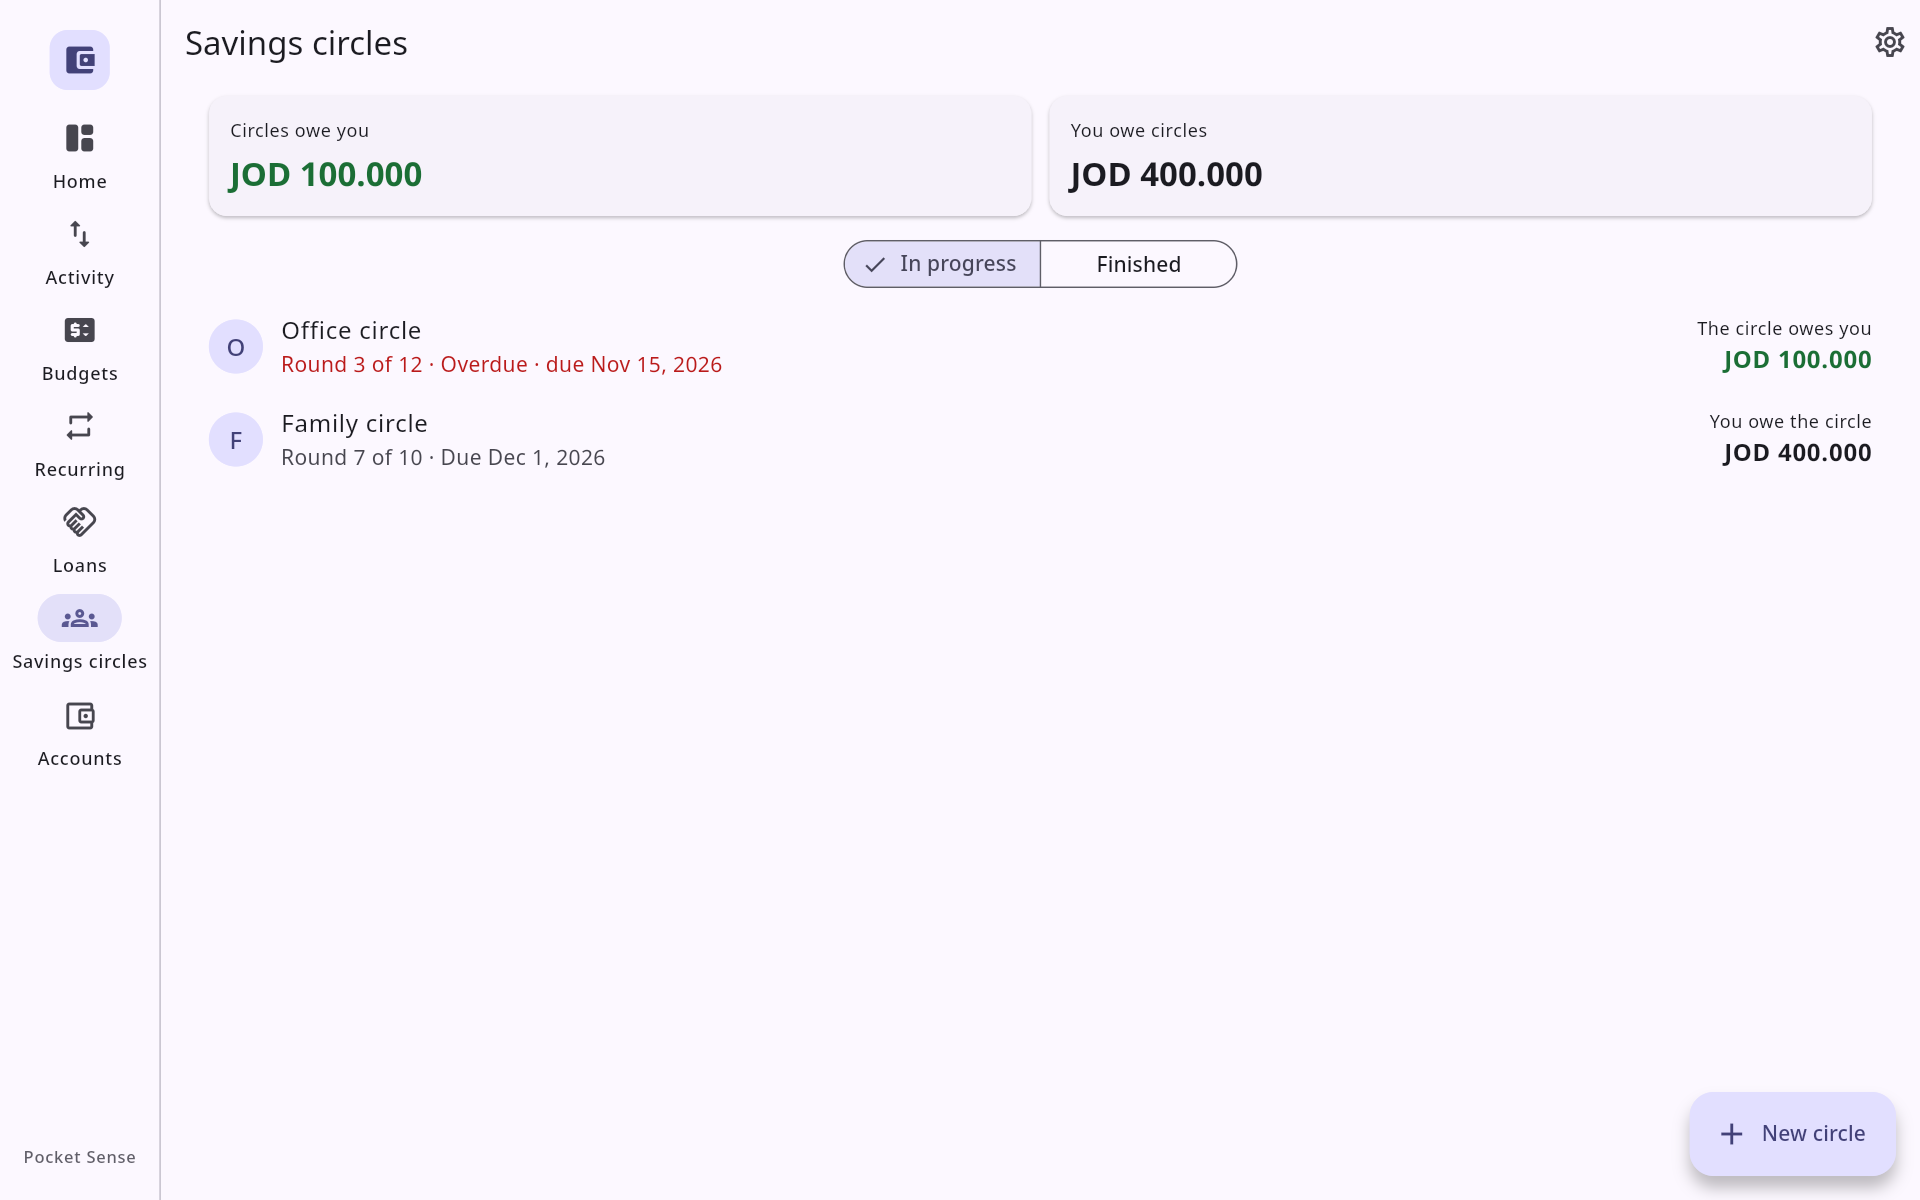 Savings circles
Home
Activity
Budgets
Recurring
Loans
Savings circles
Accounts
Pocket Sense
Circles owe you
JOD 100.000
You owe circles
JOD 400.000
In progress
Finished
O
Office circle
Round 3 of 12 · Overdue · due Nov 15, 2026
The circle owes you
JOD 100.000
F
Family circle
Round 7 of 10 · Due Dec 1, 2026
You owe the circle
JOD 400.000
New circle